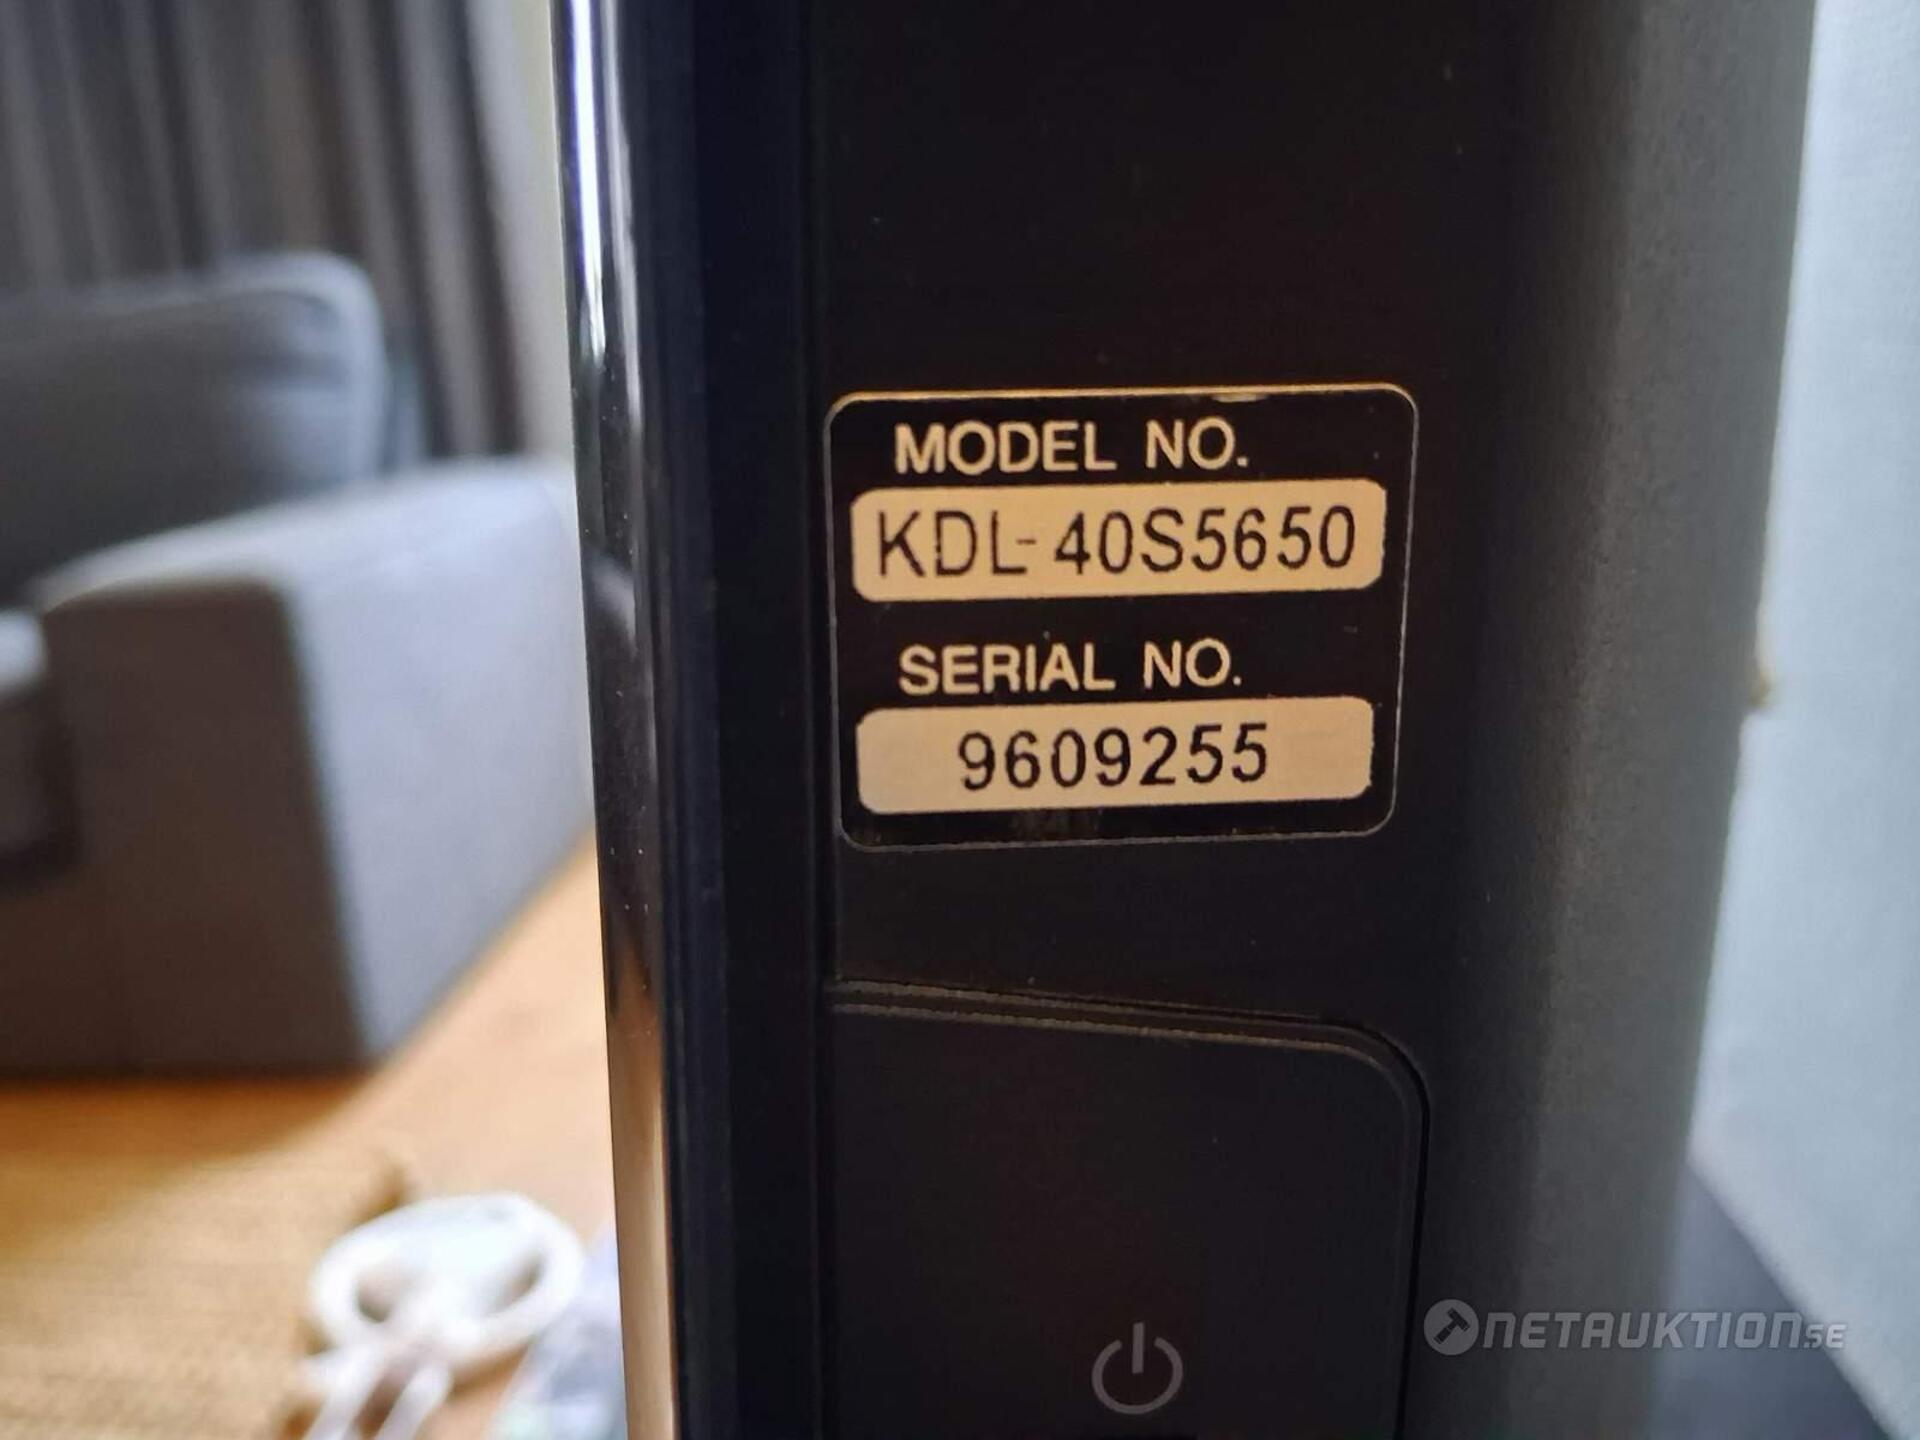 MODEL NO.
KDL-40S5650
SERIAL NO.
9609255
NETAUKTION.SE